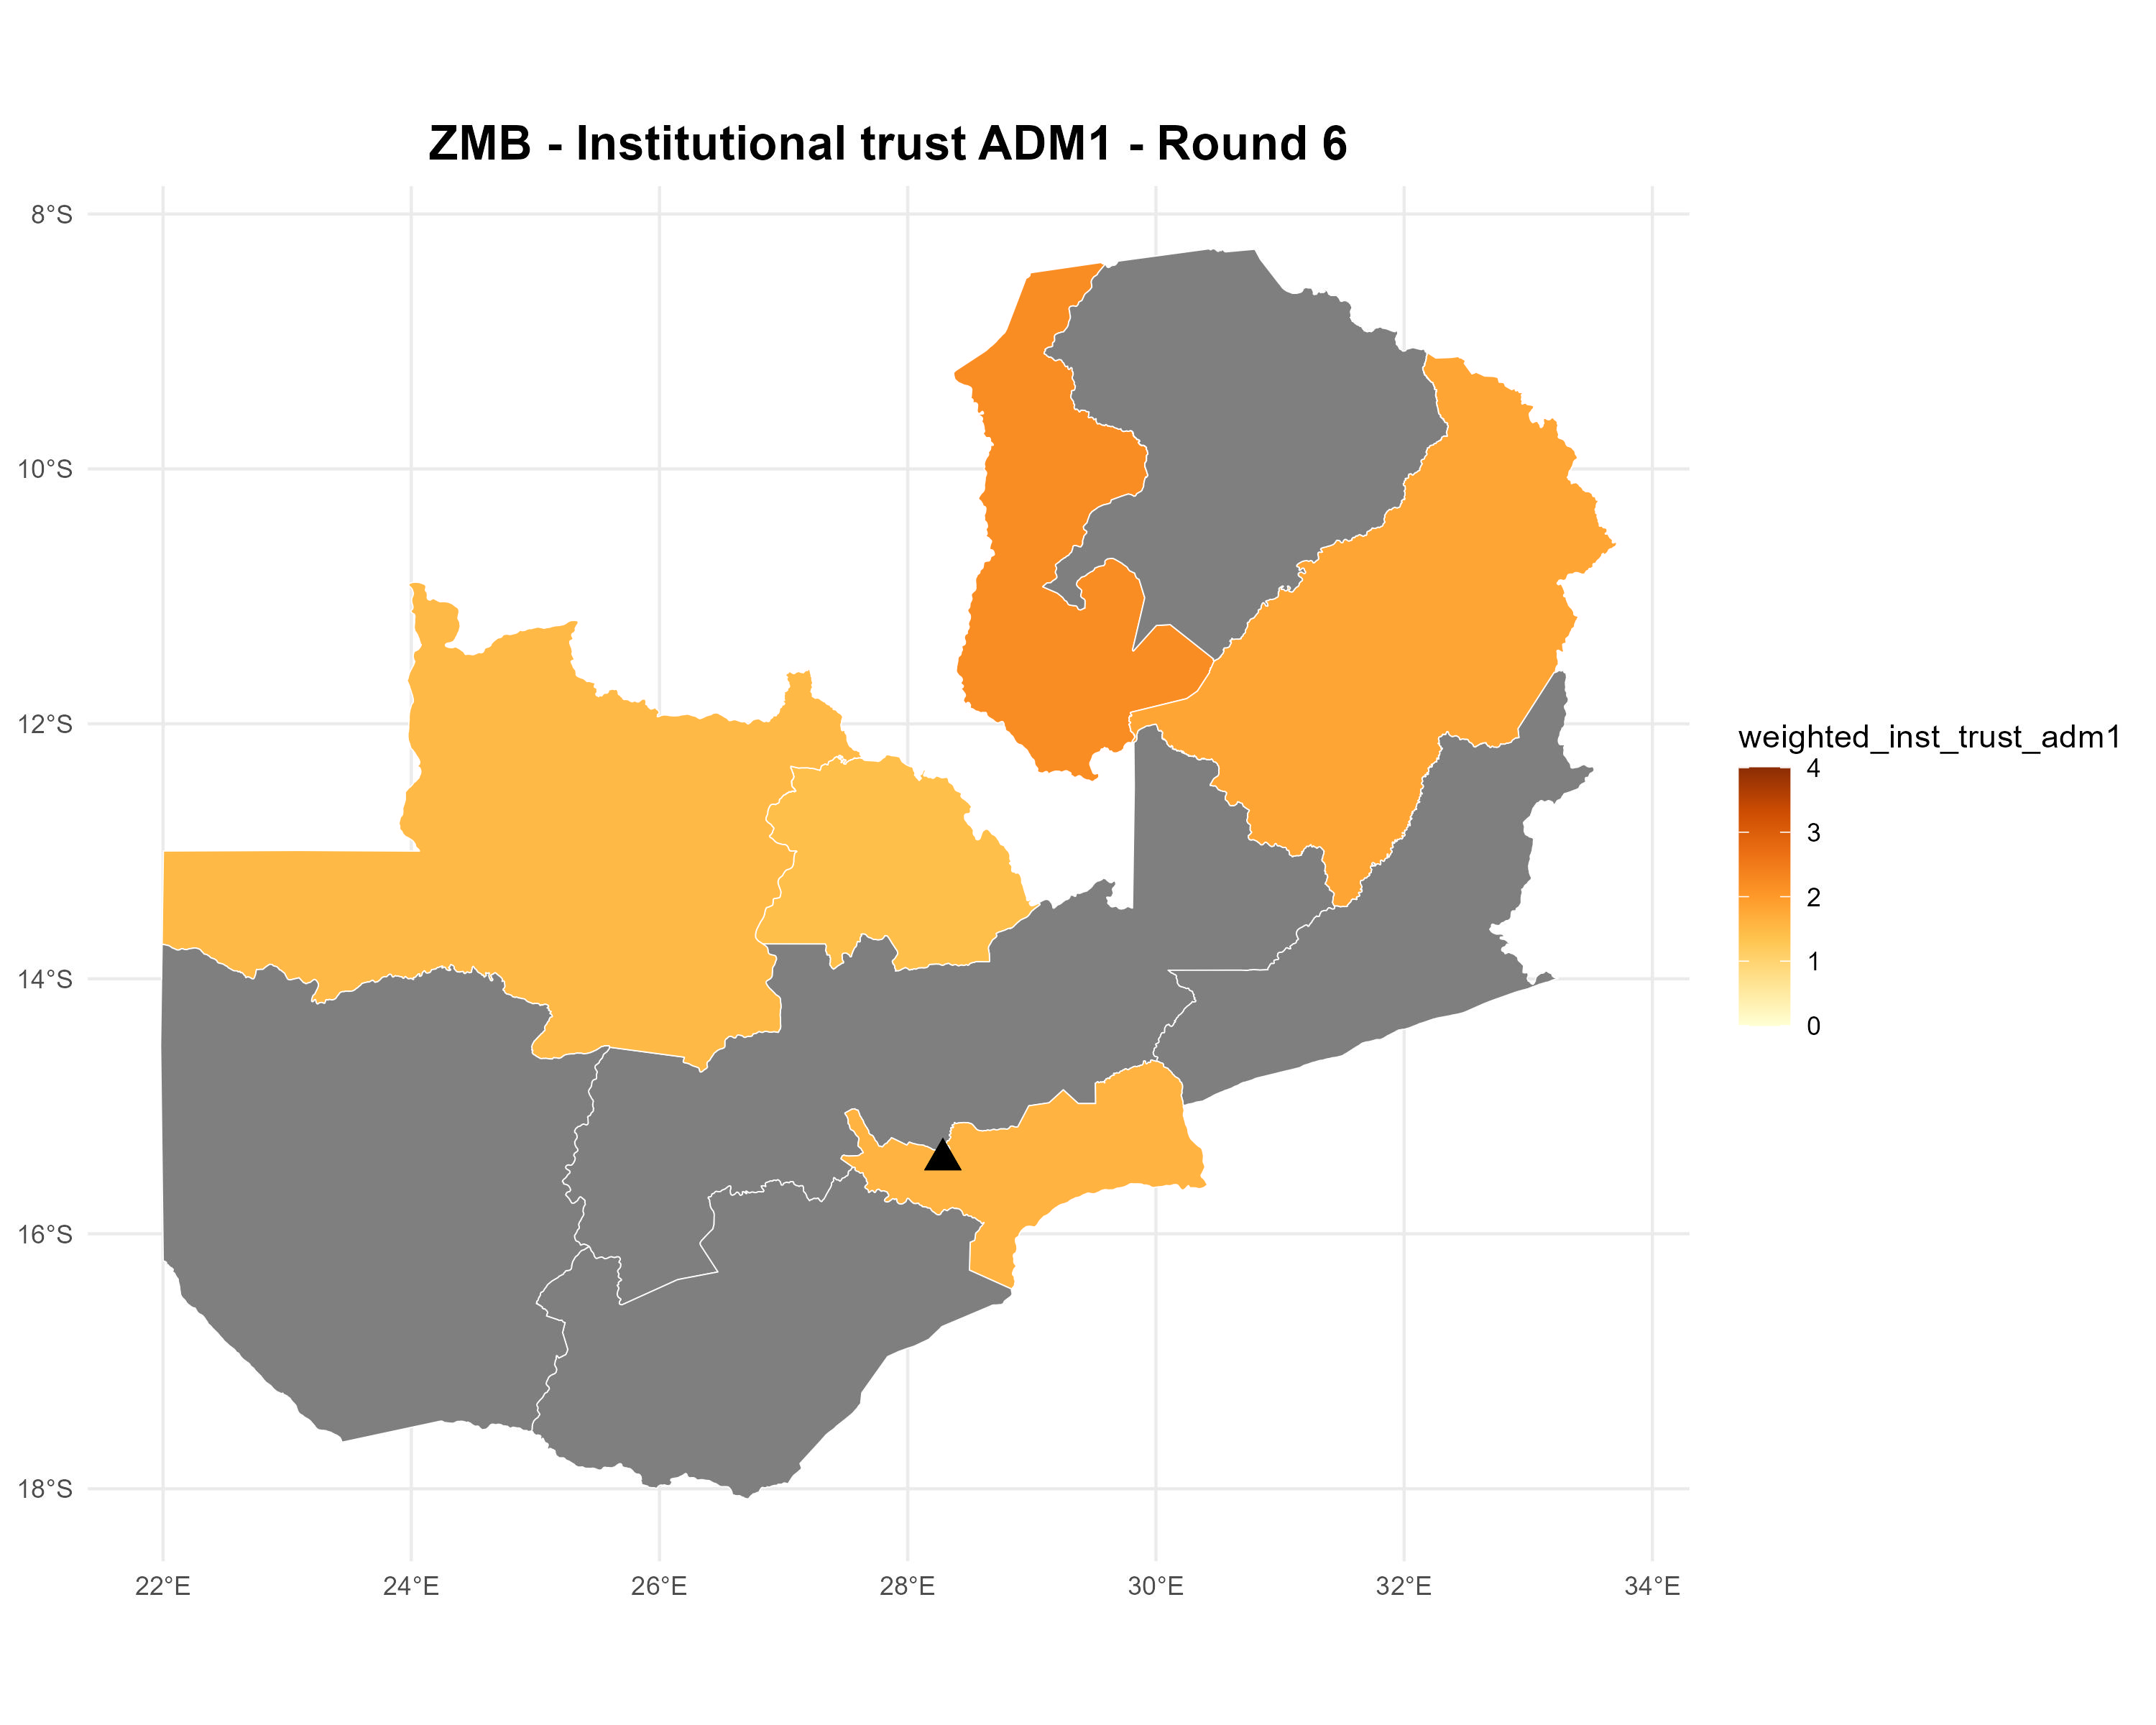 ZMB - Institutional trust ADM1 - Round 6
8°S
10°S
12°S
14°S
16°S
18°S
22°E 24°E 26°E 28°E 30°E 32°E 34°E
weighted_inst_trust_adm1
4
3
2
1
0